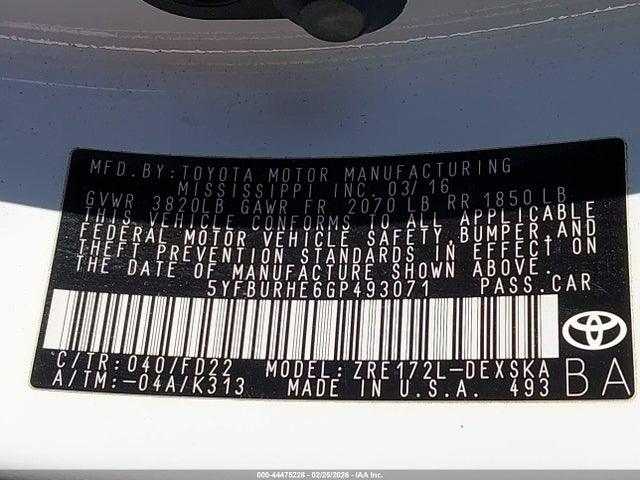 MFD. BY: TOYOTA MOTOR MANUFACTURING
MISSISSIPPI INC. 03/16
GVWR 3820LB GAWR FR 2070 LB RR 1850 LB
THIS VEHICLE CONFORMS TO ALL APPLICABLE
FEDERAL MOTOR VEHICLE SAFETY, BUMPER, AND
THEFT PREVENTION STANDARDS IN EFFECT ON
THE DATE OF MANUFACTURE SHOWN ABOVE.
5YFBURHE6GP493071 PASS. CAR
C/TR: 040/FD22 MODEL: ZRE172L-DEXSKA
A/TM: -04A/K313 MADE IN U.S.A. 493
BA
000-44475228 - 02/25/2026 - IAA Inc.